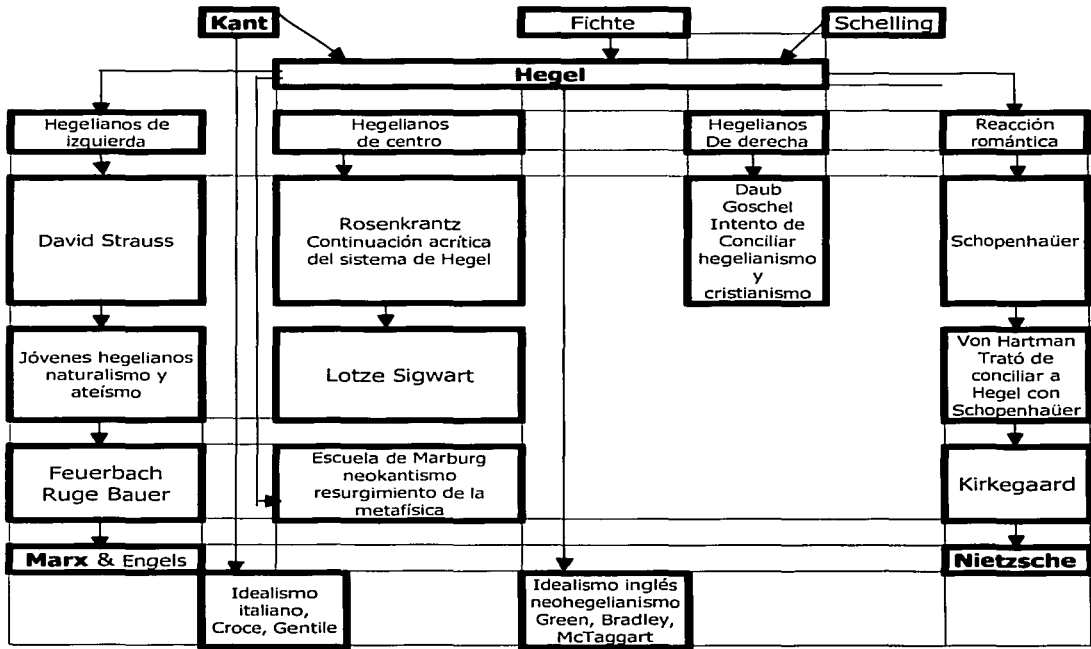 Kant
Fichte
Schelling
Hegel
Hegelianos de
izquierda
Hegelianos
de centro
Hegelianos
De derecha
Reacción
romántica
David Strauss
Rosenkrantz
Continuación acrítica
del sistema de Hegel
Daub
Goschel
Intento de
Conciliar
hegelianismo
y
cristianismo
Schopenhaüer
Jóvenes hegelianos
naturalismo y
ateísmo
Lotze Sigwart
Von Hartman
Trató de
conciliar a
Hegel con
Schopenhaüer
Feuerbach
Ruge Bauer
Escuela de Marburg
neokantismo
resurgimiento de la
metafísica
Kirkegaard
Marx & Engels
Nietzsche
Idealismo
italiano,
Croce, Gentile
Idealismo inglés
neohegelianismo
Green, Bradley,
McTaggart